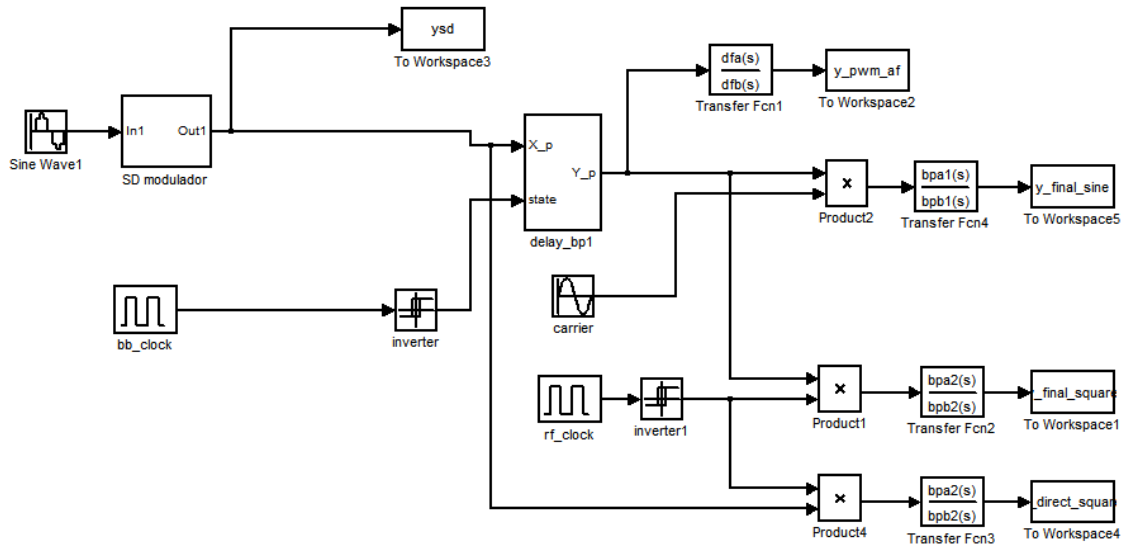 ysd
To Workspace3
dfa(s)
dfb(s)
Transfer Fcn1
y_pwm_af
To Workspace2
Sine Wave1
In1
Out1
SD modulador
X_p
Y_p
state
delay_bp1
Product2
bpa1(s)
bpb1(s)
Transfer Fcn4
y_final_sine
To Workspace5
bb_clock
inverter
carrier
rf_clock
inverter1
Product1
bpa2(s)
bpb2(s)
Transfer Fcn2
_final_square
To Workspace1
Product4
bpa2(s)
bpb2(s)
Transfer Fcn3
_direct_squar
To Workspace4